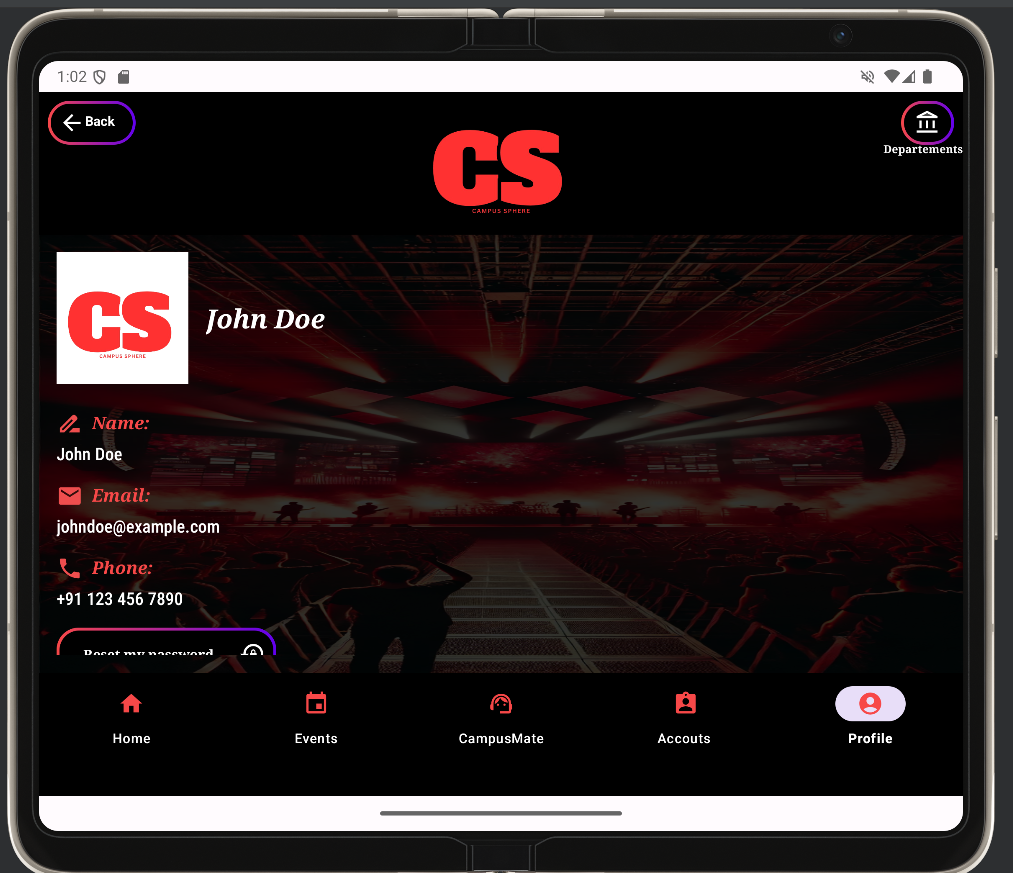 1:02
Back
Departements
CS
CAMPUS SPHERE
CS
CAMPUS SPHERE
John Doe
Name:
John Doe
Email:
johndoe@example.com
Phone:
+91 123 456 7890
Reset my password
Home
Events
CampusMate
Accouts
Profile